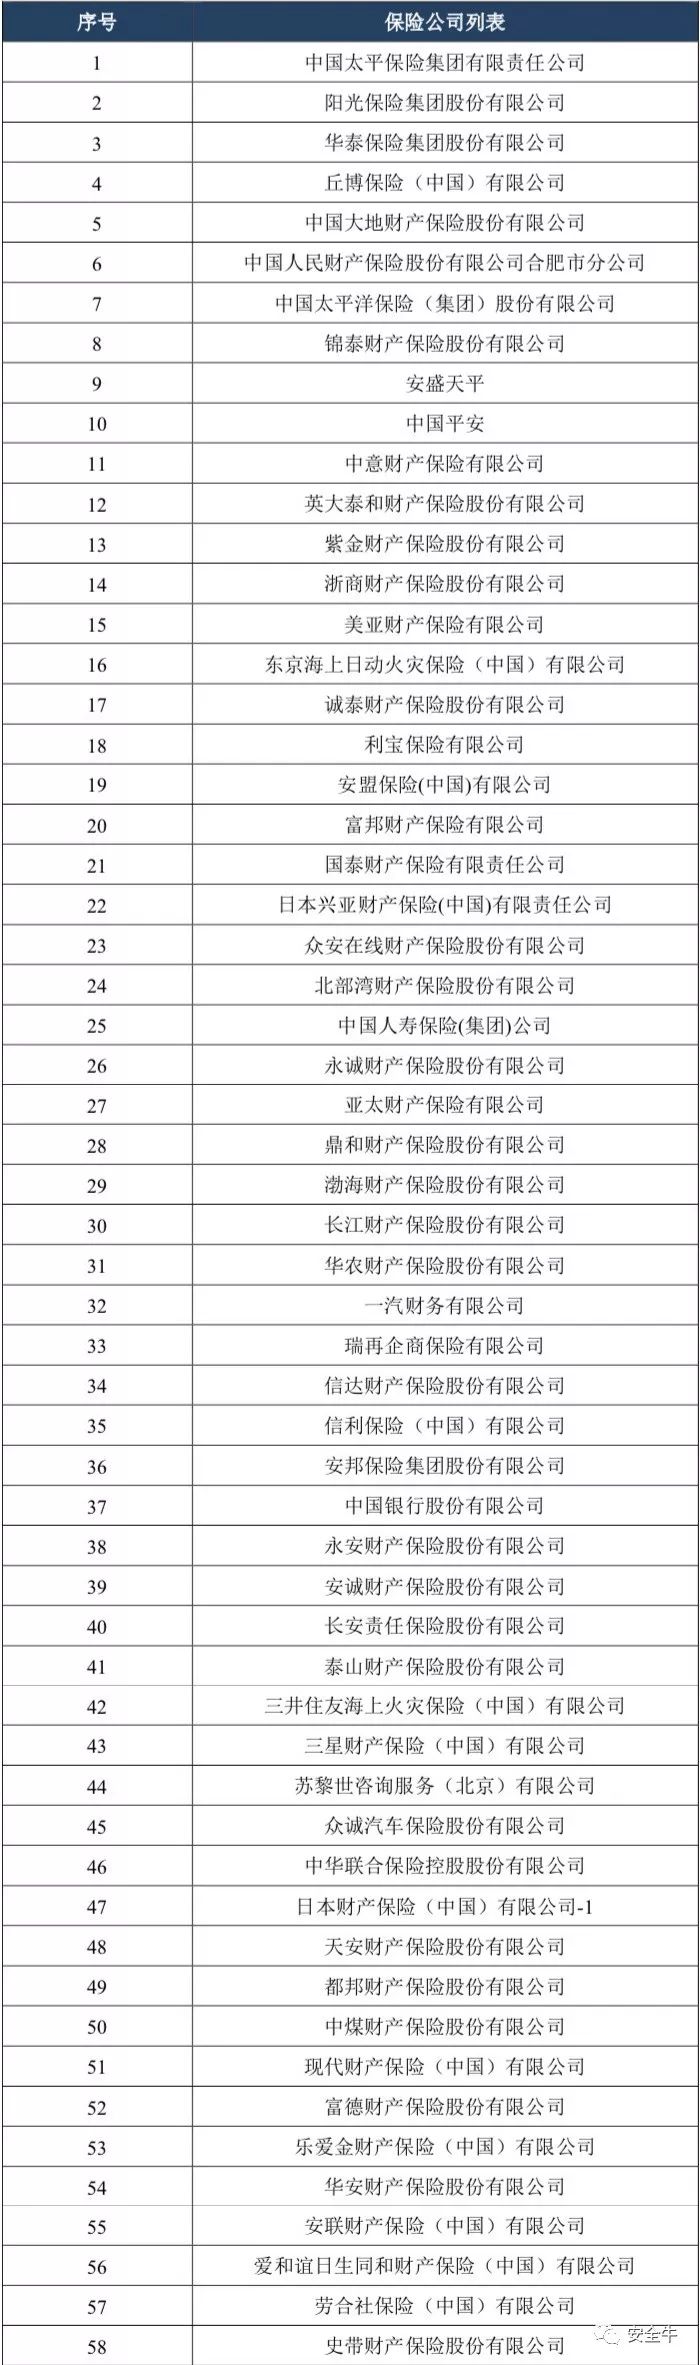 序号 保险公司列表
1 中国太平保险集团有限责任公司
2 阳光保险集团股份有限公司
3 华泰保险集团股份有限公司
4 丘博保险（中国）有限公司
5 中国大地财产保险股份有限公司
6 中国人民财产保险股份有限公司合肥市分公司
7 中国太平洋保险（集团）股份有限公司
8 锦泰财产保险股份有限公司
9 安盛天平
10 中国平安
11 中意财产保险有限公司
12 英大泰和财产保险股份有限公司
13 紫金财产保险股份有限公司
14 浙商财产保险股份有限公司
15 美亚财产保险有限公司
16 东京海上日动火灾保险（中国）有限公司
17 诚泰财产保险股份有限公司
18 利宝保险有限公司
19 安盟保险(中国)有限公司
20 富邦财产保险有限公司
21 国泰财产保险有限责任公司
22 日本兴亚财产保险(中国)有限责任公司
23 众安在线财产保险股份有限公司
24 北部湾财产保险股份有限公司
25 中国人寿保险(集团)公司
26 永诚财产保险股份有限公司
27 亚太财产保险有限公司
28 鼎和财产保险股份有限公司
29 渤海财产保险股份有限公司
30 长江财产保险股份有限公司
31 华农财产保险股份有限公司
32 一汽财务有限公司
33 瑞再企商保险有限公司
34 信达财产保险股份有限公司
35 信利保险（中国）有限公司
36 安邦保险集团股份有限公司
37 中国银行股份有限公司
38 永安财产保险股份有限公司
39 安诚财产保险股份有限公司
40 长安责任保险股份有限公司
41 泰山财产保险股份有限公司
42 三井住友海上火灾保险（中国）有限公司
43 三星财产保险（中国）有限公司
44 苏黎世咨询服务（北京）有限公司
45 众诚汽车保险股份有限公司
46 中华联合保险控股股份有限公司
47 日本财产保险（中国）有限公司-1
48 天安财产保险股份有限公司
49 都邦财产保险股份有限公司
50 中煤财产保险股份有限公司
51 现代财产保险（中国）有限公司
52 富德财产保险股份有限公司
53 乐爱金财产保险（中国）有限公司
54 华安财产保险股份有限公司
55 安联财产保险（中国）有限公司
56 爱和谊日生同和财产保险（中国）有限公司
57 劳合社保险（中国）有限公司
58 史带财产保险股份有限公司
安全牛